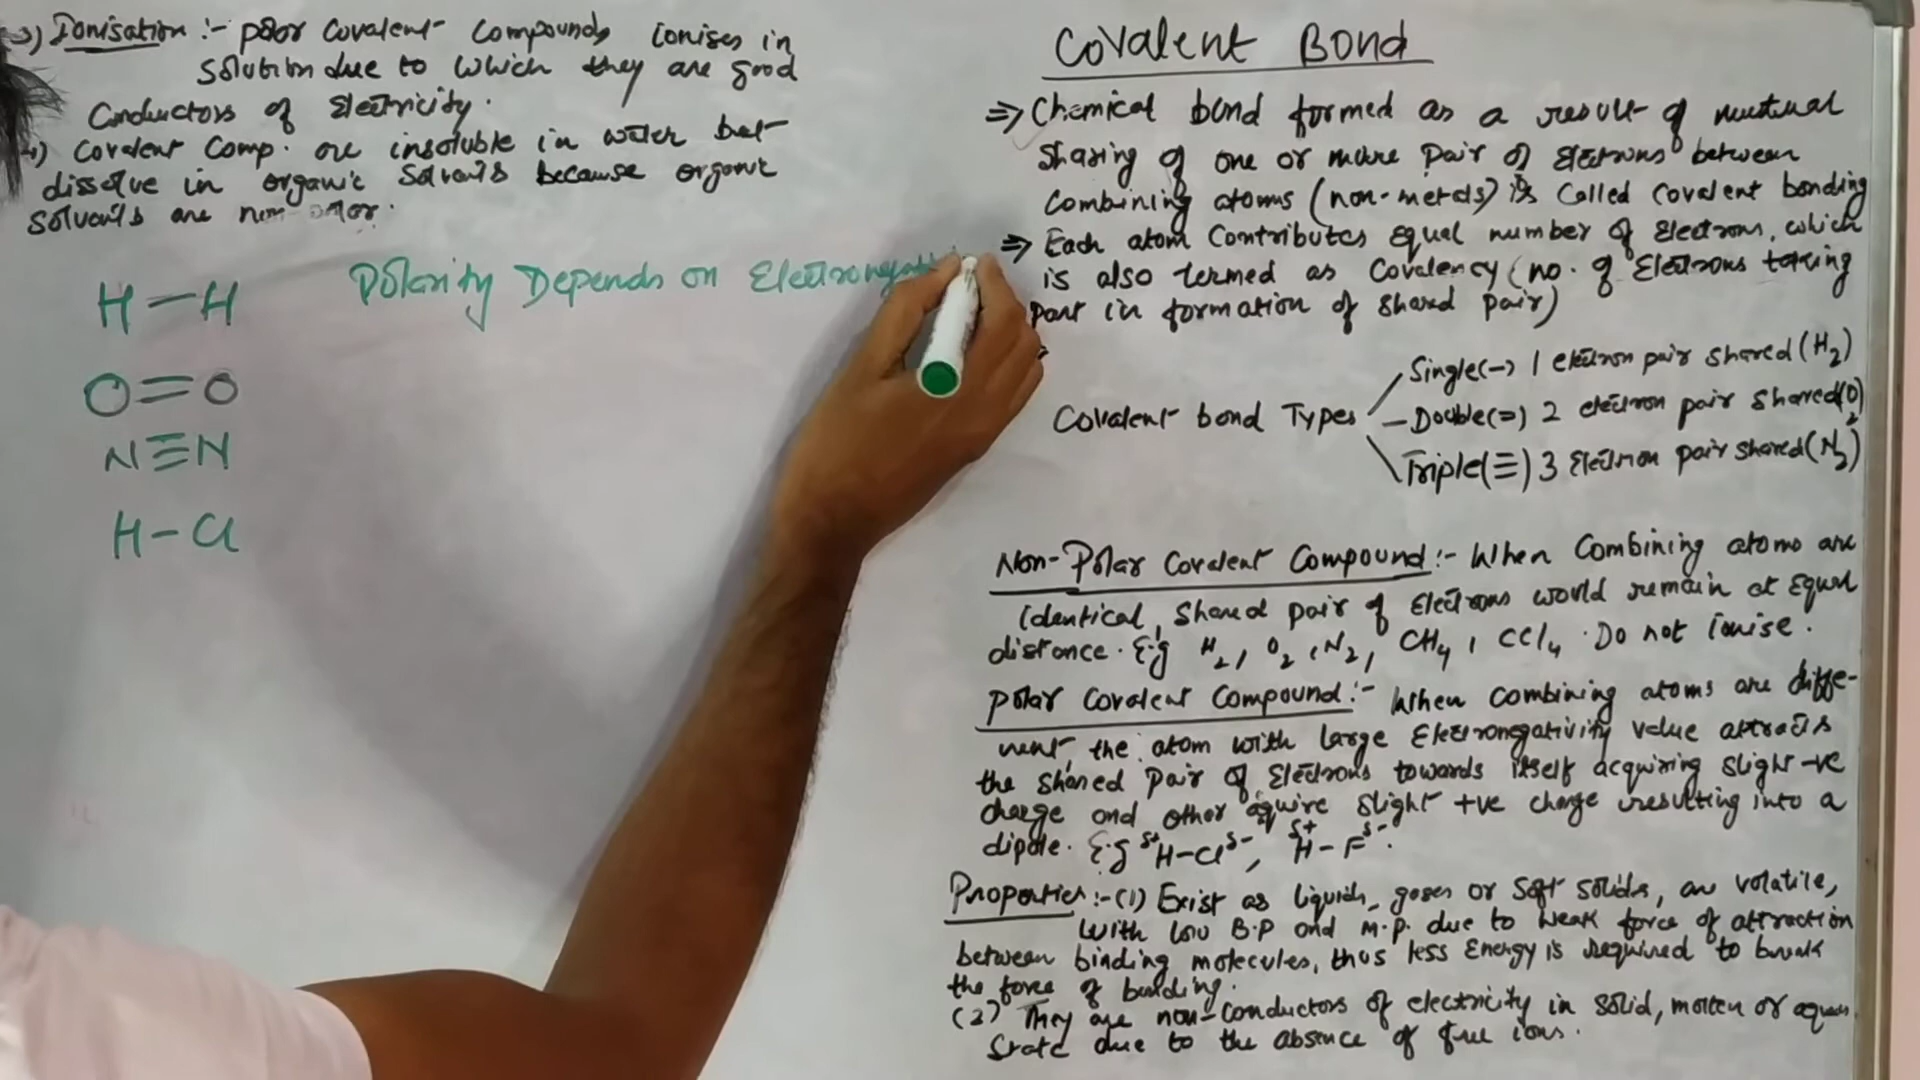 Covalent Bond
⇒ Chemical bond formed as a result of mutual
sharing of one or more pair of Electrons between
combining atoms (non-metals) is called covalent bonding
⇒ Each atom contributes equal number of Electrons, which
is also termed as Covalency (no. of Electrons taking
part in formation of shared pair)
Covalent bond Types
Single(-) 1 electron pair shared (H2)
Double(=) 2 electron pair shared (O2)
Triple(≡) 3 Electron pair shared (N2)
Non-Polar Covalent Compound:- When Combining atoms are
identical, shared pair of Electrons would remain at Equal
distance. E.g H2, O2, N2, CH4, CCl4. Do not ionise.
Polar Covalent Compound:- When combining atoms are diffe-
rent, the atom with large Electronegativity value attracts
the shared pair of Electrons towards itself acquiring slight -ve
charge and other aquire slight +ve charge resulting into a
dipole. E.g δ+H-Clδ-, δ+H-Fδ-.
Properties:-(1) Exist as liquids, gases or soft solids, are volatile,
with low B.P and M.P. due to weak force of attraction
between binding molecules, thus less Energy is required to break
the force of bonding.
(2) They are non-conductors of electricity in solid, molten or aqueous
state due to the absence of free ions.
3) Ionisation:- polar covalent compounds ionises in
solution due to which they are good
Conductors of Electricity.
4) Covalent Comp. are insoluble in water but
dissolve in organic solvents because organic
solvents are non-polar.
Polarity Depends on Electronegati
H-H
O=O
N≡N
H-Cl